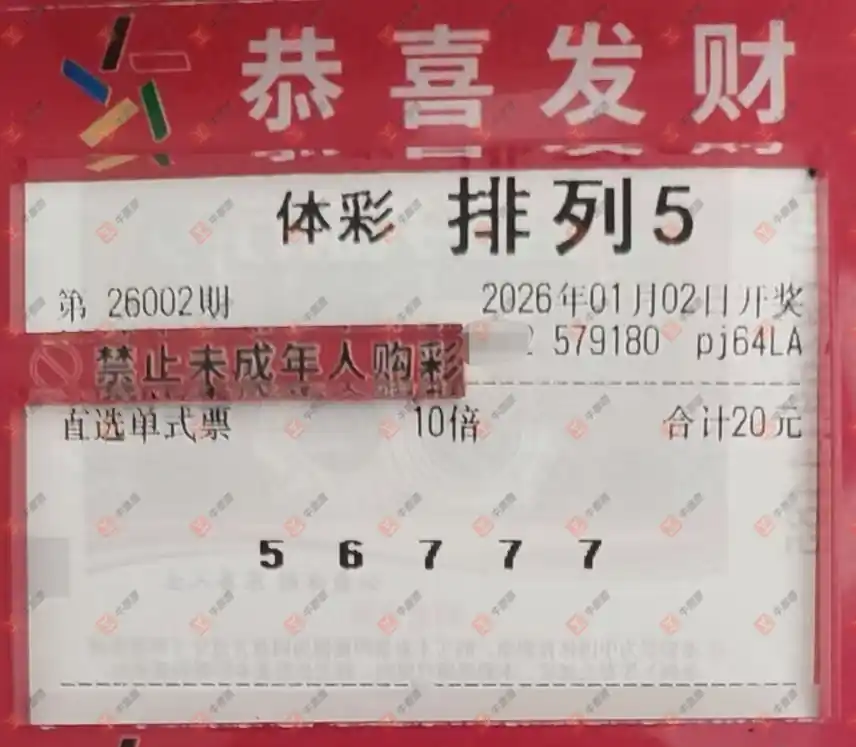 恭喜发财
体彩 排列5
第 26002期 2026年01月02日开奖
579180 pj64LA
禁止未成年人购彩
直选单式票 10倍 合计20元
5 6 7 7 7